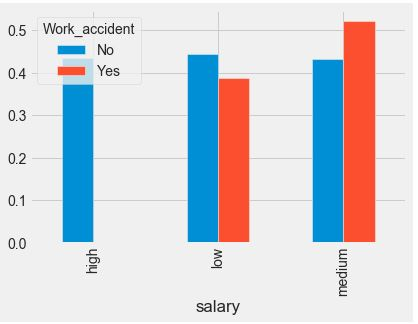 Work_accident
No
Yes
0.5
0.4
0.3
0.2
0.1
0.0
high
low
medium
salary